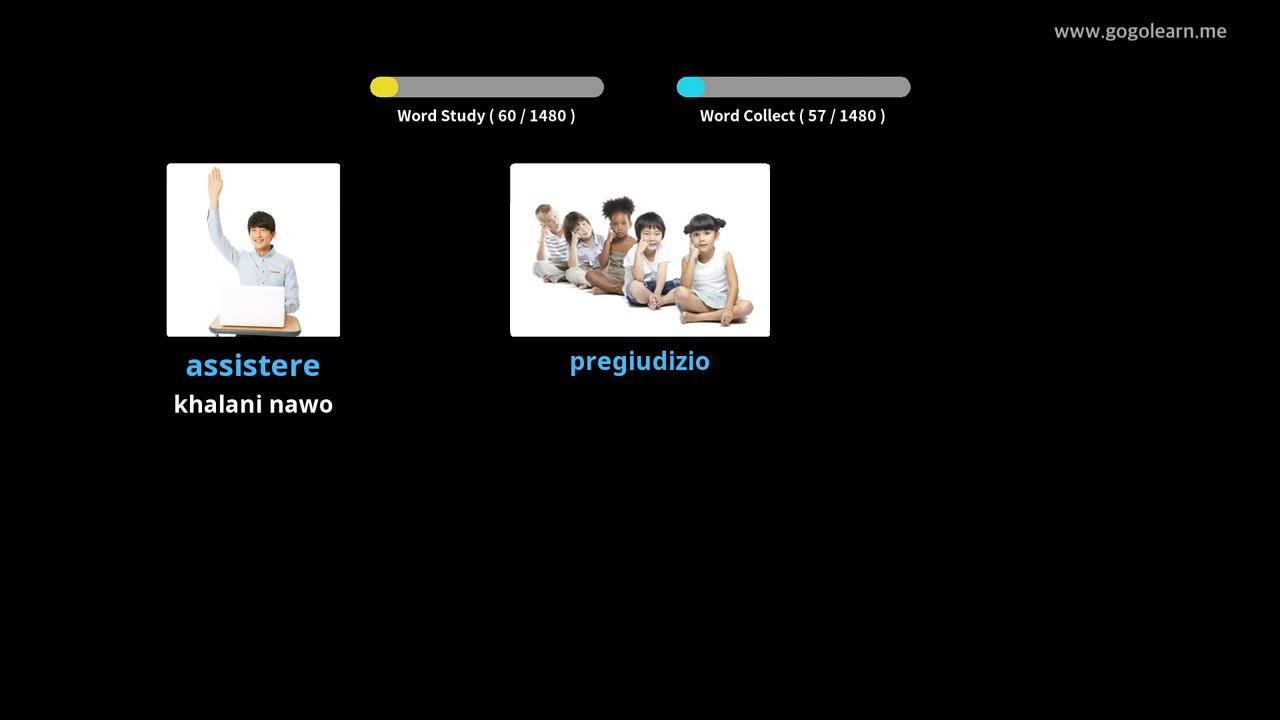 www.gogolearn.me
Word Study ( 60 / 1480 )
Word Collect ( 57 / 1480 )
assistere
khalani nawo
pregiudizio